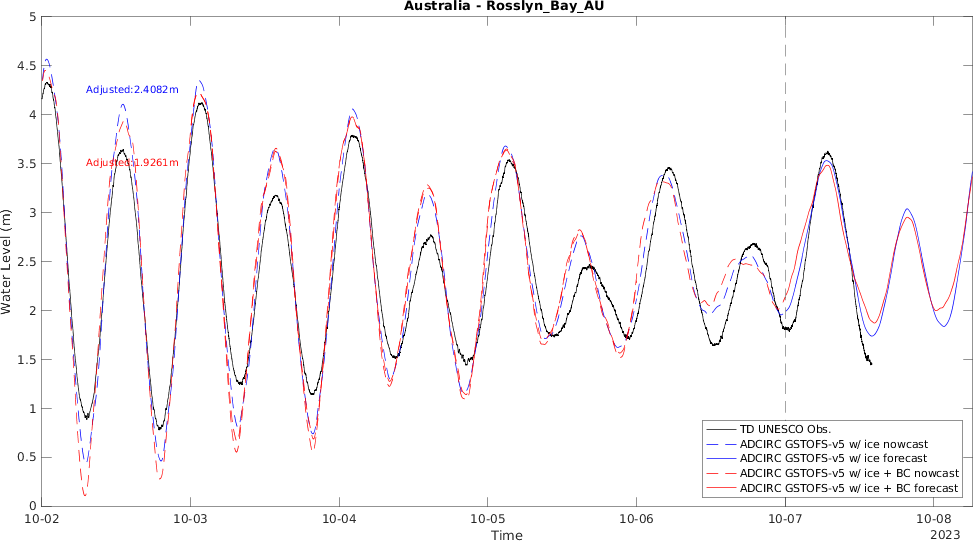 Australia - Rosslyn_Bay_AU
5
4.5
4
3.5
3
2.5
2
1.5
1
0.5
0
Water Level (m)
Adjusted:2.4082m
Adjusted:1.9261m
TD UNESCO Obs.
ADCIRC GSTOFS-v5 w/ ice nowcast
ADCIRC GSTOFS-v5 w/ ice forecast
ADCIRC GSTOFS-v5 w/ ice + BC nowcast
ADCIRC GSTOFS-v5 w/ ice + BC forecast
10-02 10-03 10-04 10-05 10-06 10-07 10-08
Time
2023